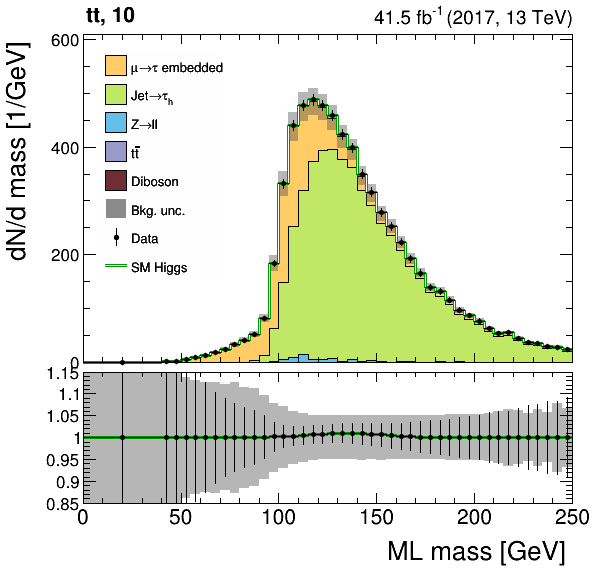 tt, 10
41.5 fb⁻¹ (2017, 13 TeV)
dN/d mass [1/GeV]
600
400
200
0
μ→τ embedded
Jet→τₕ
Z→ll
tt̄
Diboson
Bkg. unc.
Data
SM Higgs
1.15
1.1
1.05
1
0.95
0.9
0.85
0 50 100 150 200 250
ML mass [GeV]